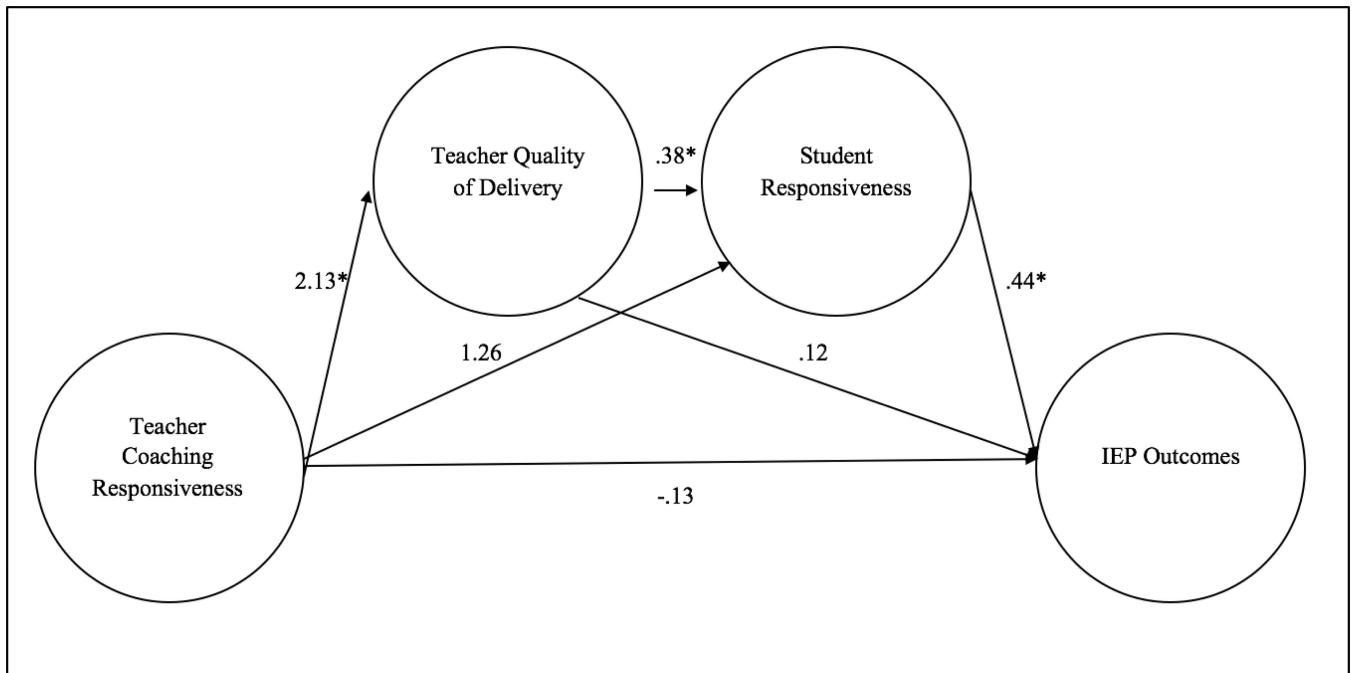 Teacher Quality
of Delivery
.38*
Student
Responsiveness
2.13*
.44*
1.26
.12
Teacher
Coaching
Responsiveness
IEP Outcomes
-.13